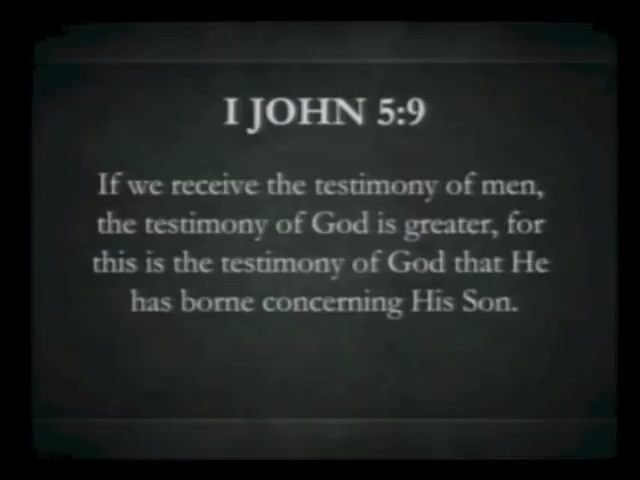 I JOHN 5:9
If we receive the testimony of men,
the testimony of God is greater, for
this is the testimony of God that He
has borne concerning His Son.